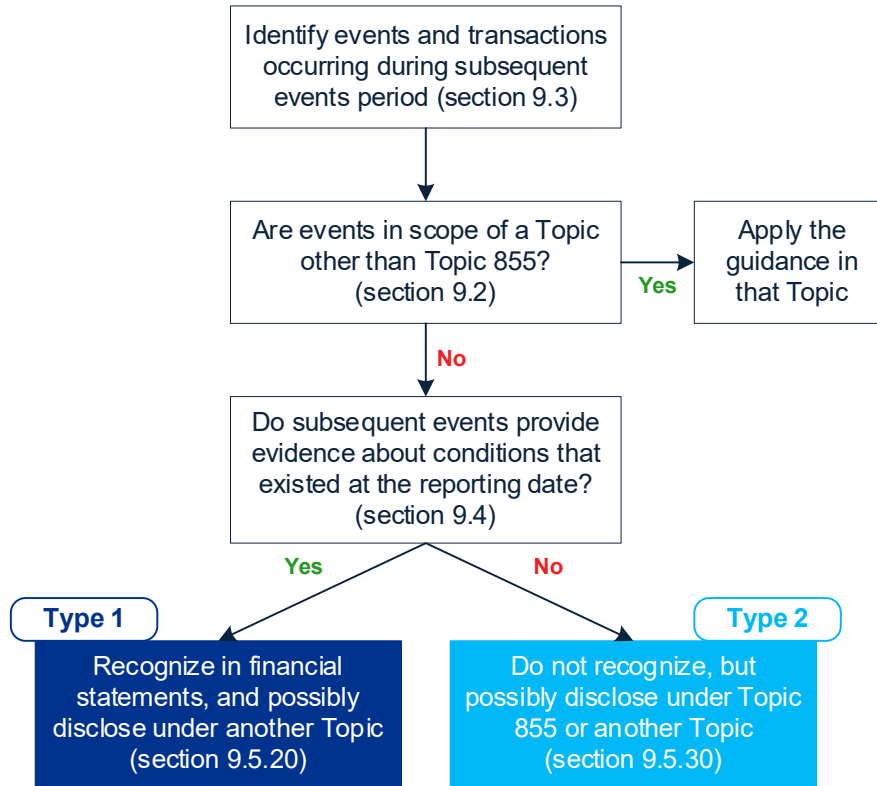 Identify events and transactions
occurring during subsequent
events period (section 9.3)
Are events in scope of a Topic
other than Topic 855?
(section 9.2)
Yes
Apply the
guidance in
that Topic
No
Do subsequent events provide
evidence about conditions that
existed at the reporting date?
(section 9.4)
Yes
No
Type 1
Recognize in financial
statements, and possibly
disclose under another Topic
(section 9.5.20)
Type 2
Do not recognize, but
possibly disclose under Topic
855 or another Topic
(section 9.5.30)